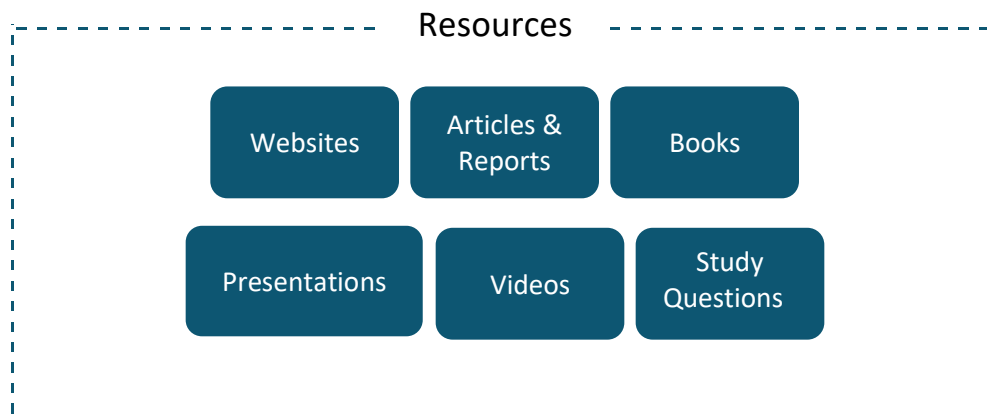 Resources
Websites
Articles &
Reports
Books
Presentations
Videos
Study
Questions